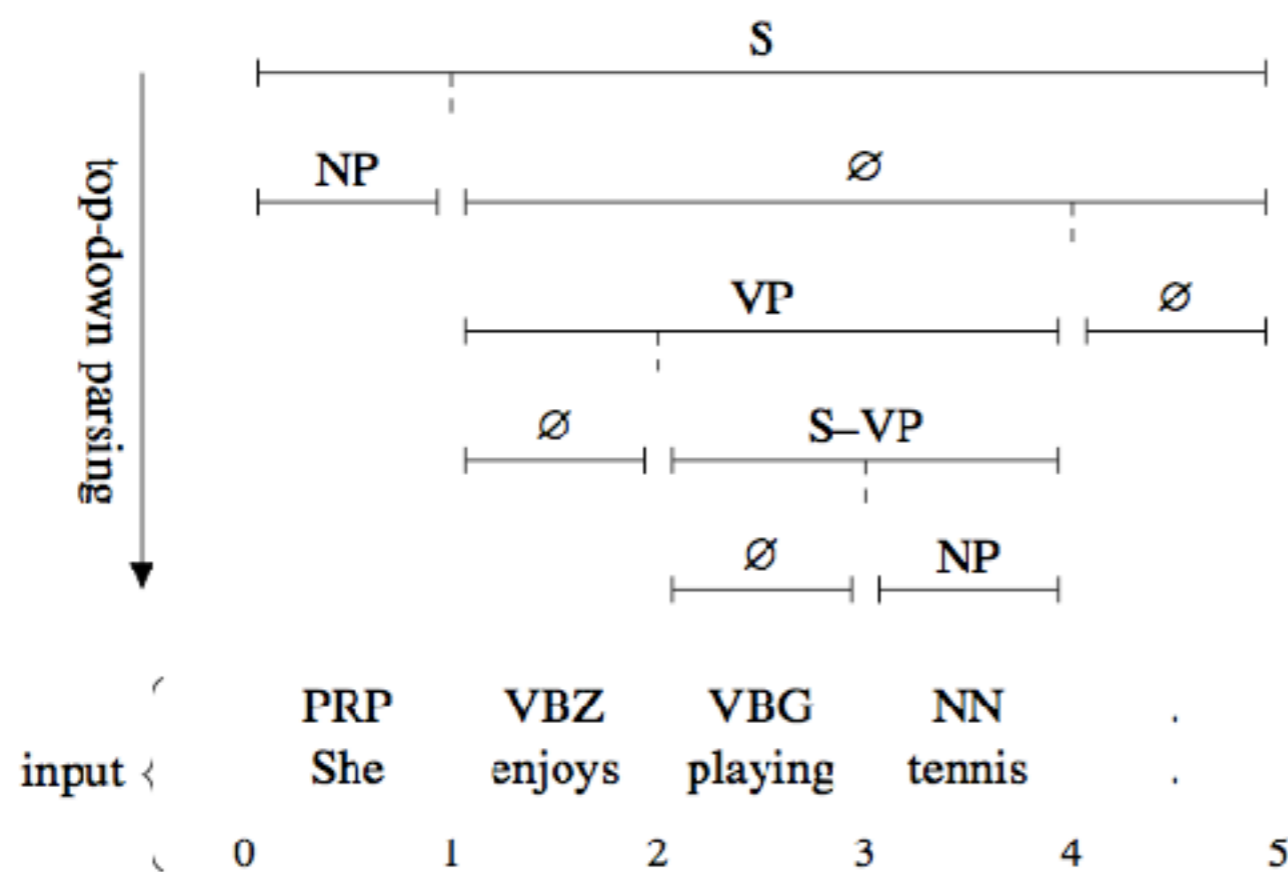 S
top-down parsing
NP ∅
VP ∅
∅ S–VP
∅ NP
PRP VBZ VBG NN .
input She enjoys playing tennis .
0 1 2 3 4 5